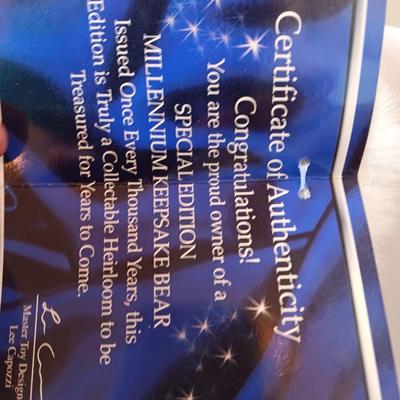 Certificate of Authenticity
Congratulations!
You are the proud owner of a
SPECIAL EDITION
MILLENNIUM KEEPSAKE BEAR
Issued Once Every Thousand Years, this
Edition is Truly a Collectable Heirloom to be
Treasured for Years to Come.
Master Toy Design
Lee Capozzi